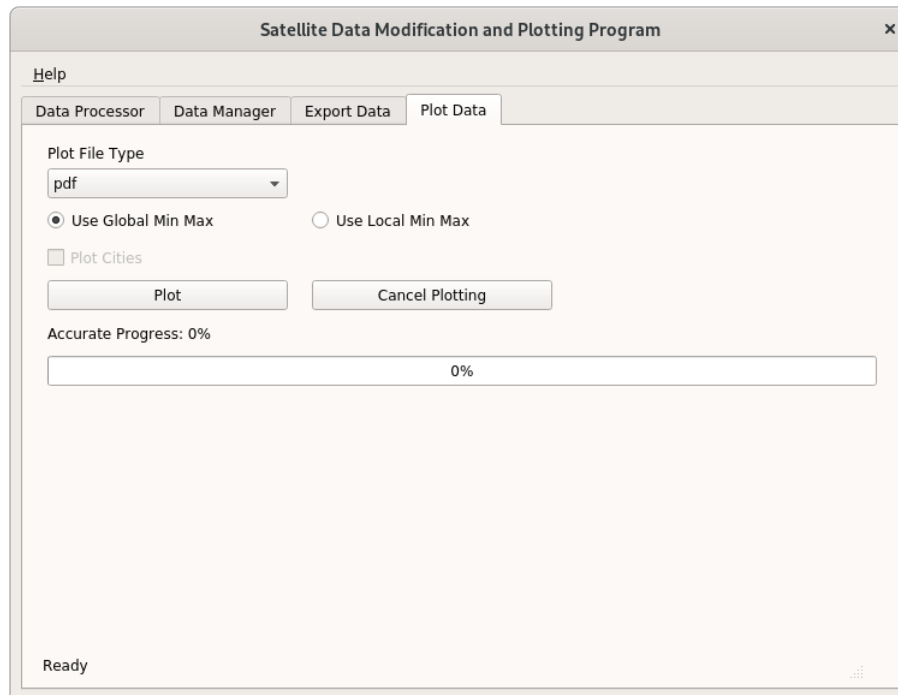 Satellite Data Modification and Plotting Program ×
Help
Data Processor Data Manager Export Data Plot Data
Plot File Type
pdf
Use Global Min Max Use Local Min Max
Plot Cities
Plot Cancel Plotting
Accurate Progress: 0%
0%
Ready